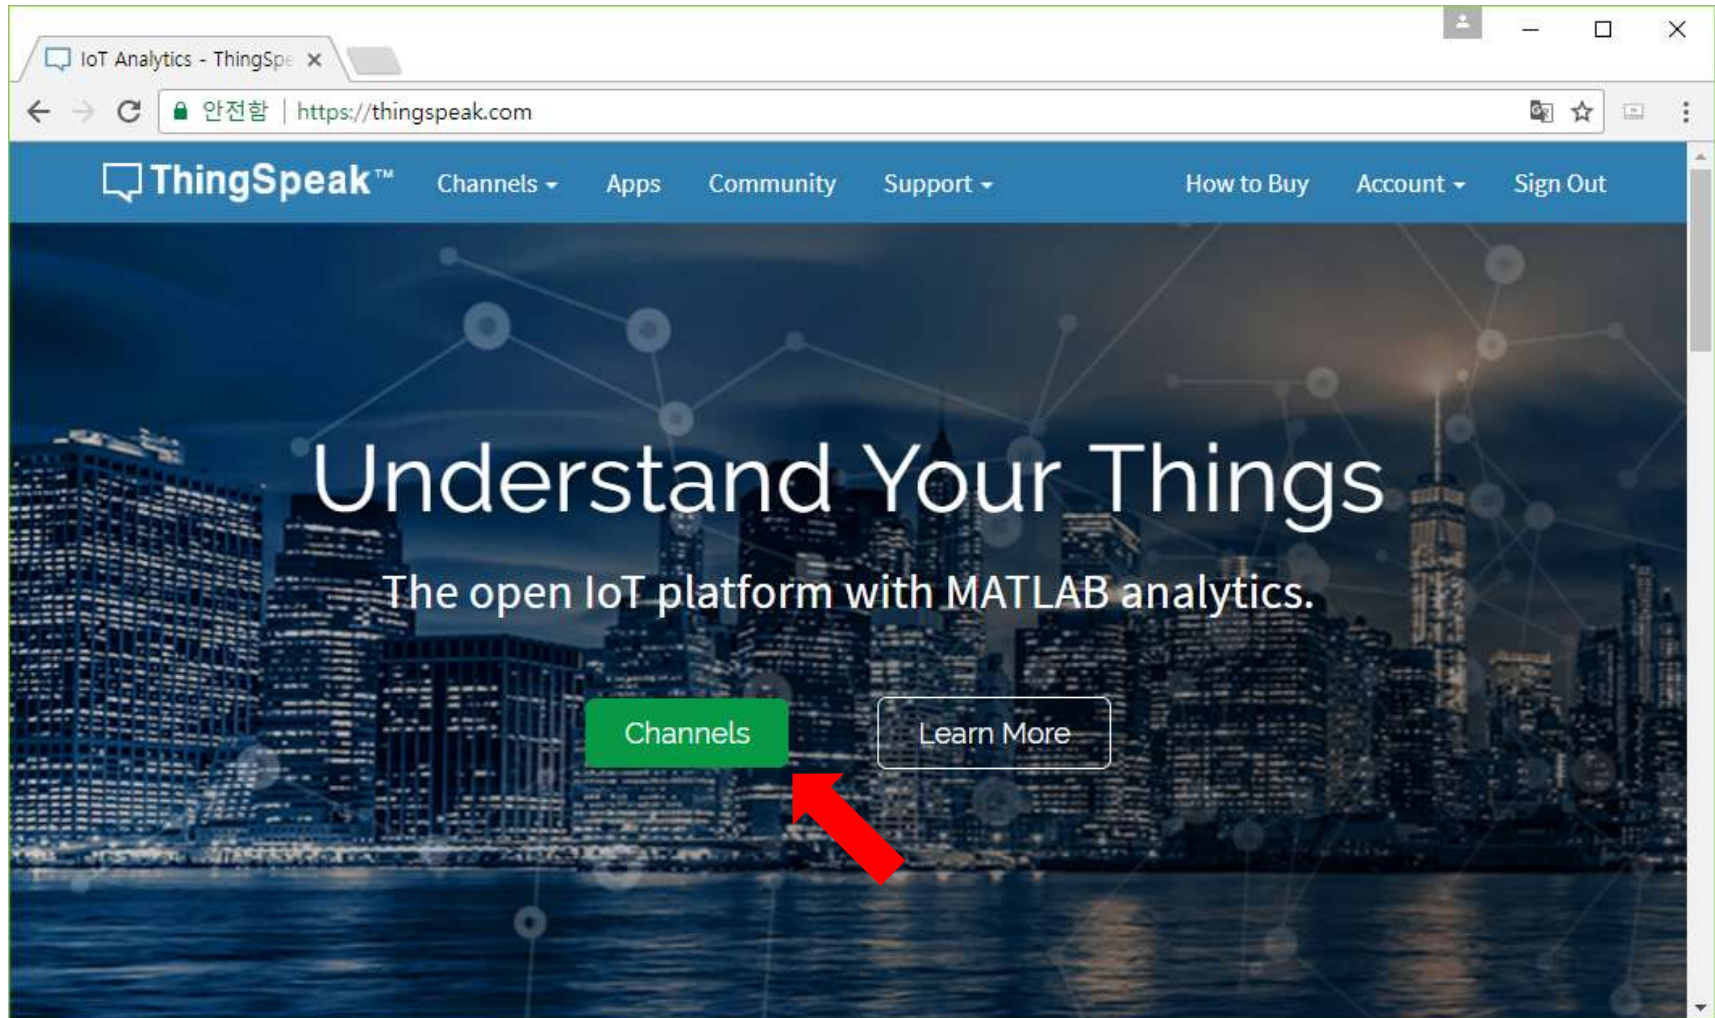 IoT Analytics - ThingSpe
안전함 | https://thingspeak.com
ThingSpeak™ Channels Apps Community Support How to Buy Account Sign Out
Understand Your Things
The open IoT platform with MATLAB analytics.
Channels Learn More